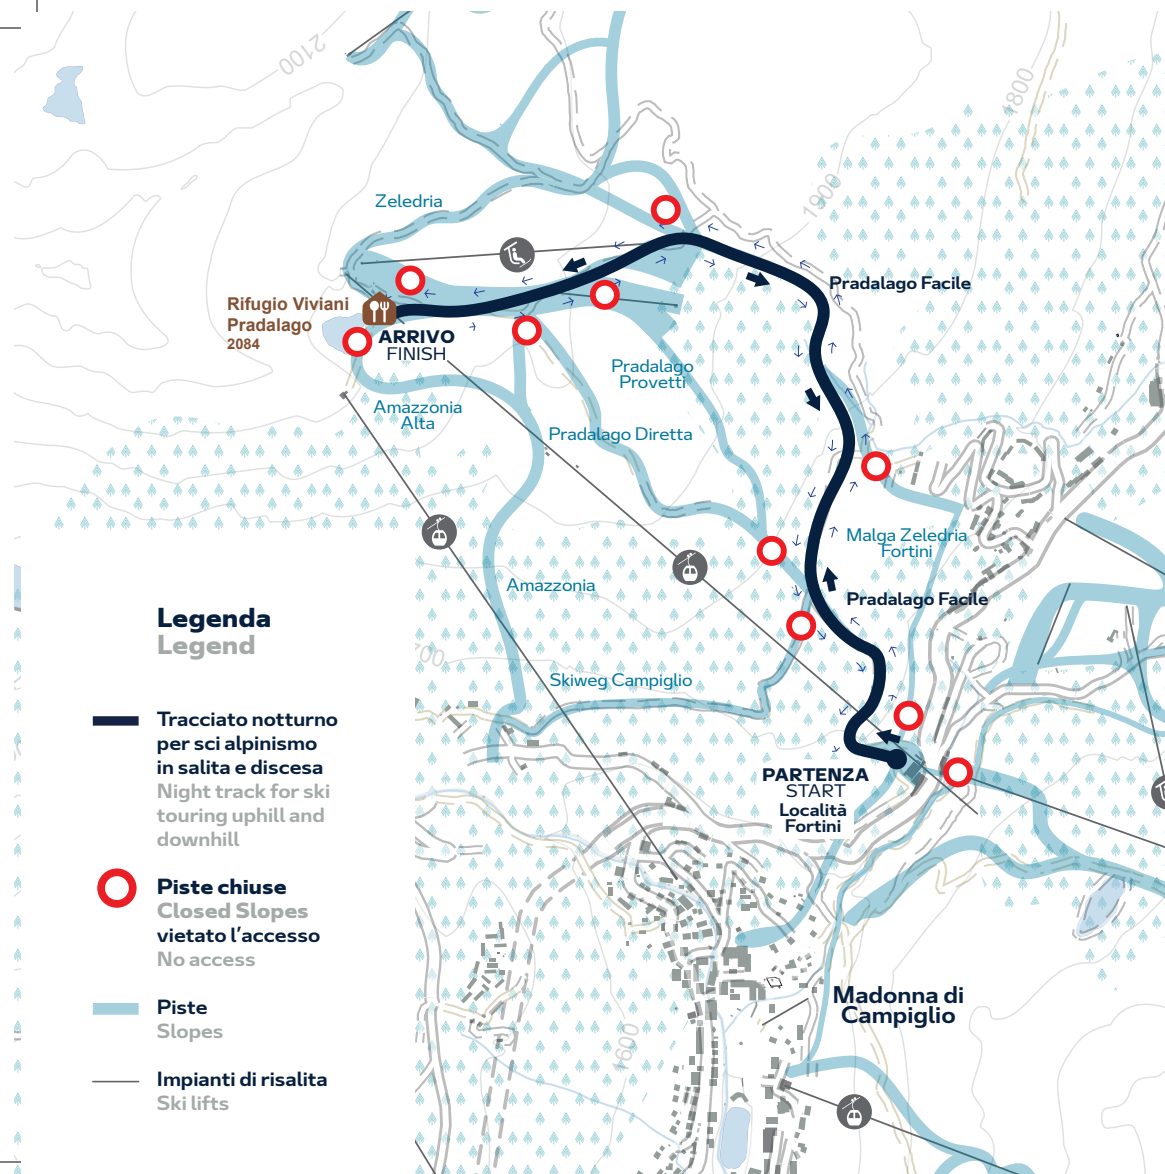 2100
1800
1900
Zeledria
Pradalago Facile
Rifugio Viviani
Pradalago
2084
ARRIVO
FINISH
Pradalago
Provetti
Amazzonia
Alta
Pradalago Diretta
Malga Zeledria
Fortini
Amazzonia
Pradalago Facile
Skiweg Campiglio
PARTENZA
START
Località
Fortini
Madonna di
Campiglio
1600
Legenda
Legend
Tracciato notturno
per sci alpinismo
in salita e discesa
Night track for ski
touring uphill and
downhill
Piste chiuse
Closed Slopes
vietato l’accesso
No access
Piste
Slopes
Impianti di risalita
Ski lifts